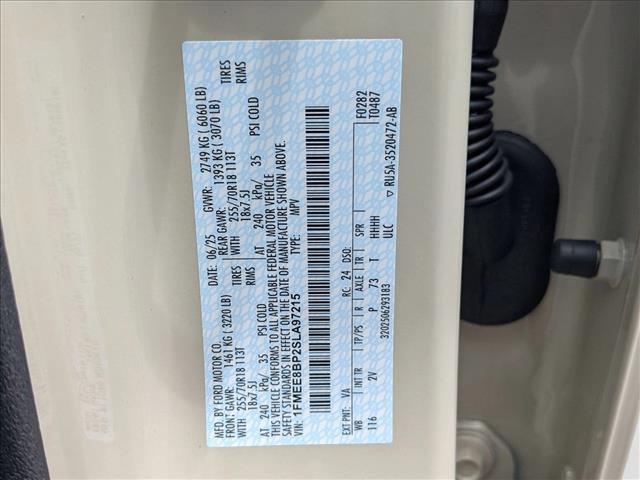 MFD. BY FORD MOTOR CO.
DATE: 06/25 GVWR: 2749 KG ( 6060 LB)
FRONT GAWR: 1461 KG ( 3220 LB) REAR GAWR: 1393 KG ( 3070 LB)
WITH 255/70R18 113T TIRES WITH 255/70R18 113T TIRES
18x7.5J RIMS 18x7.5J RIMS
AT 240 kPa/ 35 PSI COLD AT 240 kPa/ 35 PSI COLD
THIS VEHICLE CONFORMS TO ALL APPLICABLE FEDERAL MOTOR VEHICLE
SAFETY STANDARDS IN EFFECT ON THE DATE OF MANUFACTURE SHOWN ABOVE.
VIN: 1FMEE8BP2SLA97215 TYPE: MPV
EXT PNT: VA RC: 24 DSO: F0282
T0487
WB INT TR TP/PS R AXLE TR SPR
116 2V P 73 T HHHH
ULC
3202506293183 ▽ RU5A-3520472-AB